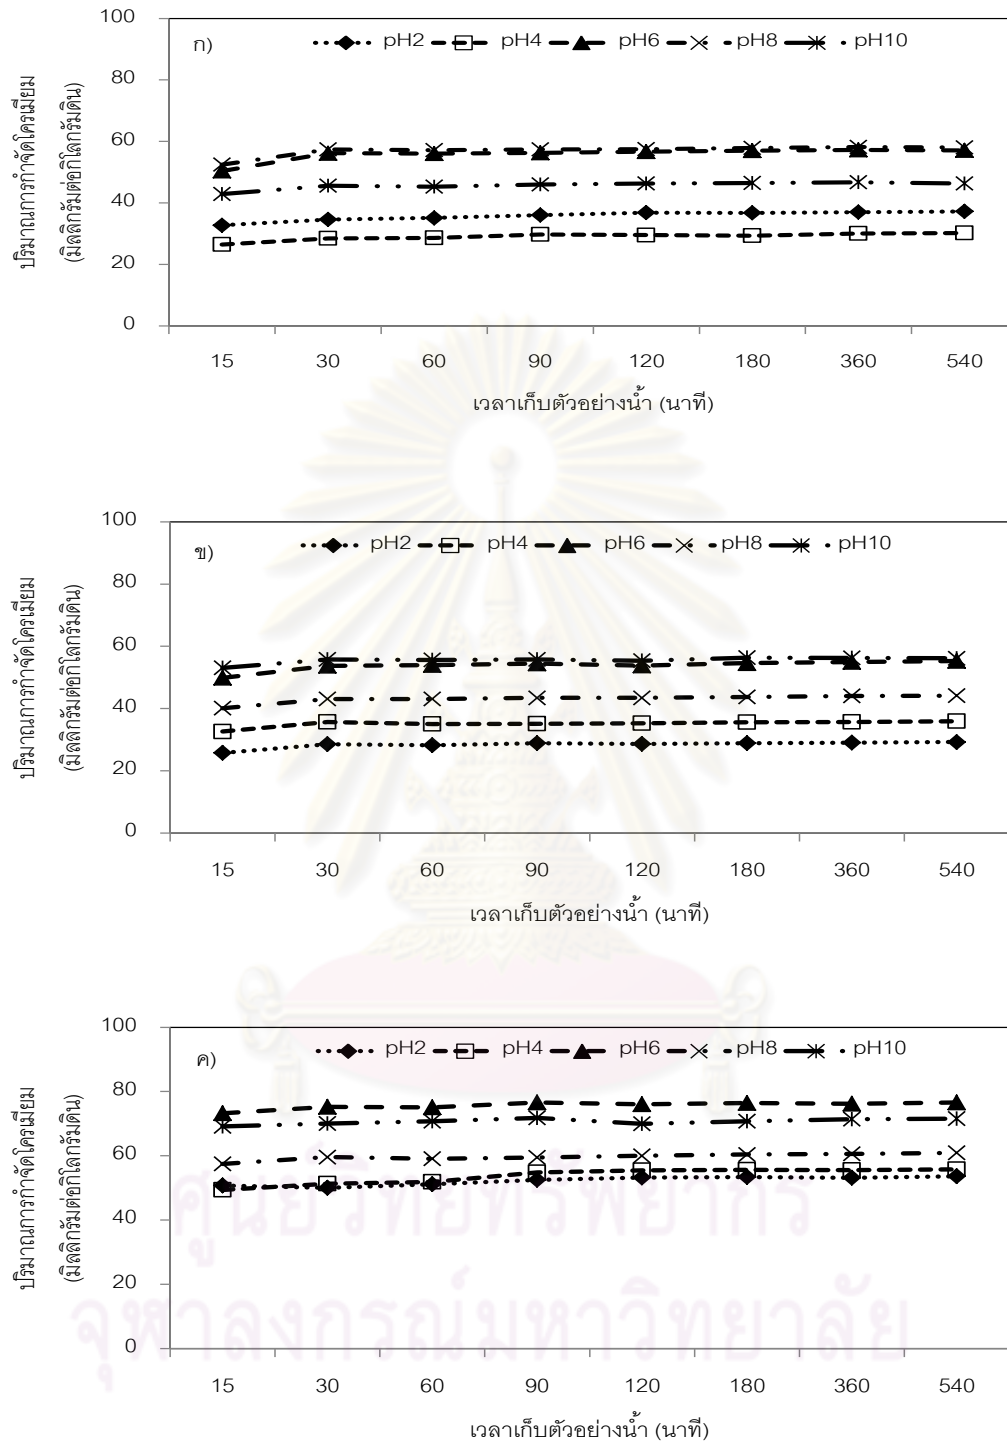 ก) pH2 pH4 pH6 pH8 pH10
ปริมาณการกำจัดโครเมียม
(มิลลิกรัมต่อกิโลกรัมดิน)
100
80
60
40
20
0
15 30 60 90 120 180 360 540
เวลาเก็บตัวอย่างน้ำ (นาที)
ข) pH2 pH4 pH6 pH8 pH10
ปริมาณการกำจัดโครเมียม
(มิลลิกรัมต่อกิโลกรัมดิน)
100
80
60
40
20
0
15 30 60 90 120 180 360 540
เวลาเก็บตัวอย่างน้ำ (นาที)
ค) pH2 pH4 pH6 pH8 pH10
ปริมาณการกำจัดโครเมียม
(มิลลิกรัมต่อกิโลกรัมดิน)
100
80
60
40
20
0
15 30 60 90 120 180 360 540
เวลาเก็บตัวอย่างน้ำ (นาที)
ศูนย์วิทยทรัพยากร
จุฬาลงกรณ์มหาวิทยาลัย